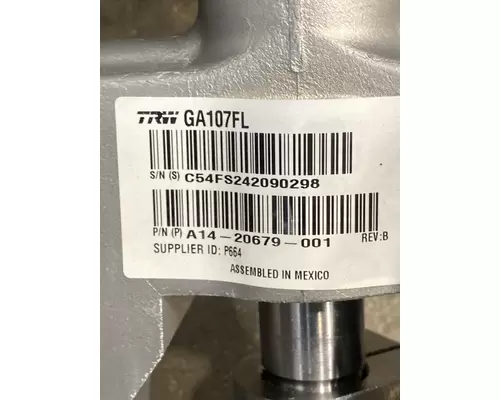 TRW GA107FL
S/N (S) C54FS242090298
P/N (P) A14-20679-001 REV:B
SUPPLIER ID: P664
ASSEMBLED IN MEXICO